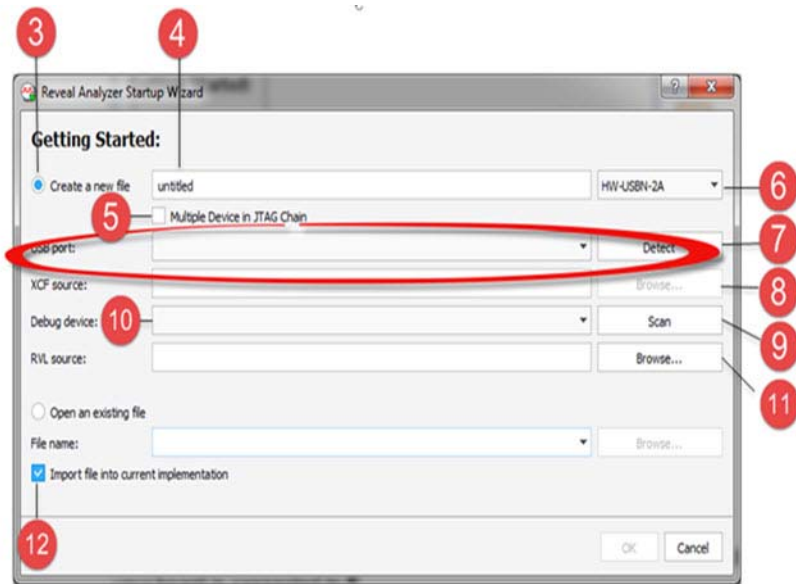 3
4
Reveal Analyzer Startup Wizard
Getting Started:
Create a new file
untitled
HW-USBN-2A
6
5
Multiple Device in JTAG Chain
USB port:
Detect
7
XCF source:
Browse...
8
Debug device:
10
Scan
9
RVL source:
Browse...
11
Open an existing file
File name:
Browse...
Import file into current implementation
12
OK
Cancel